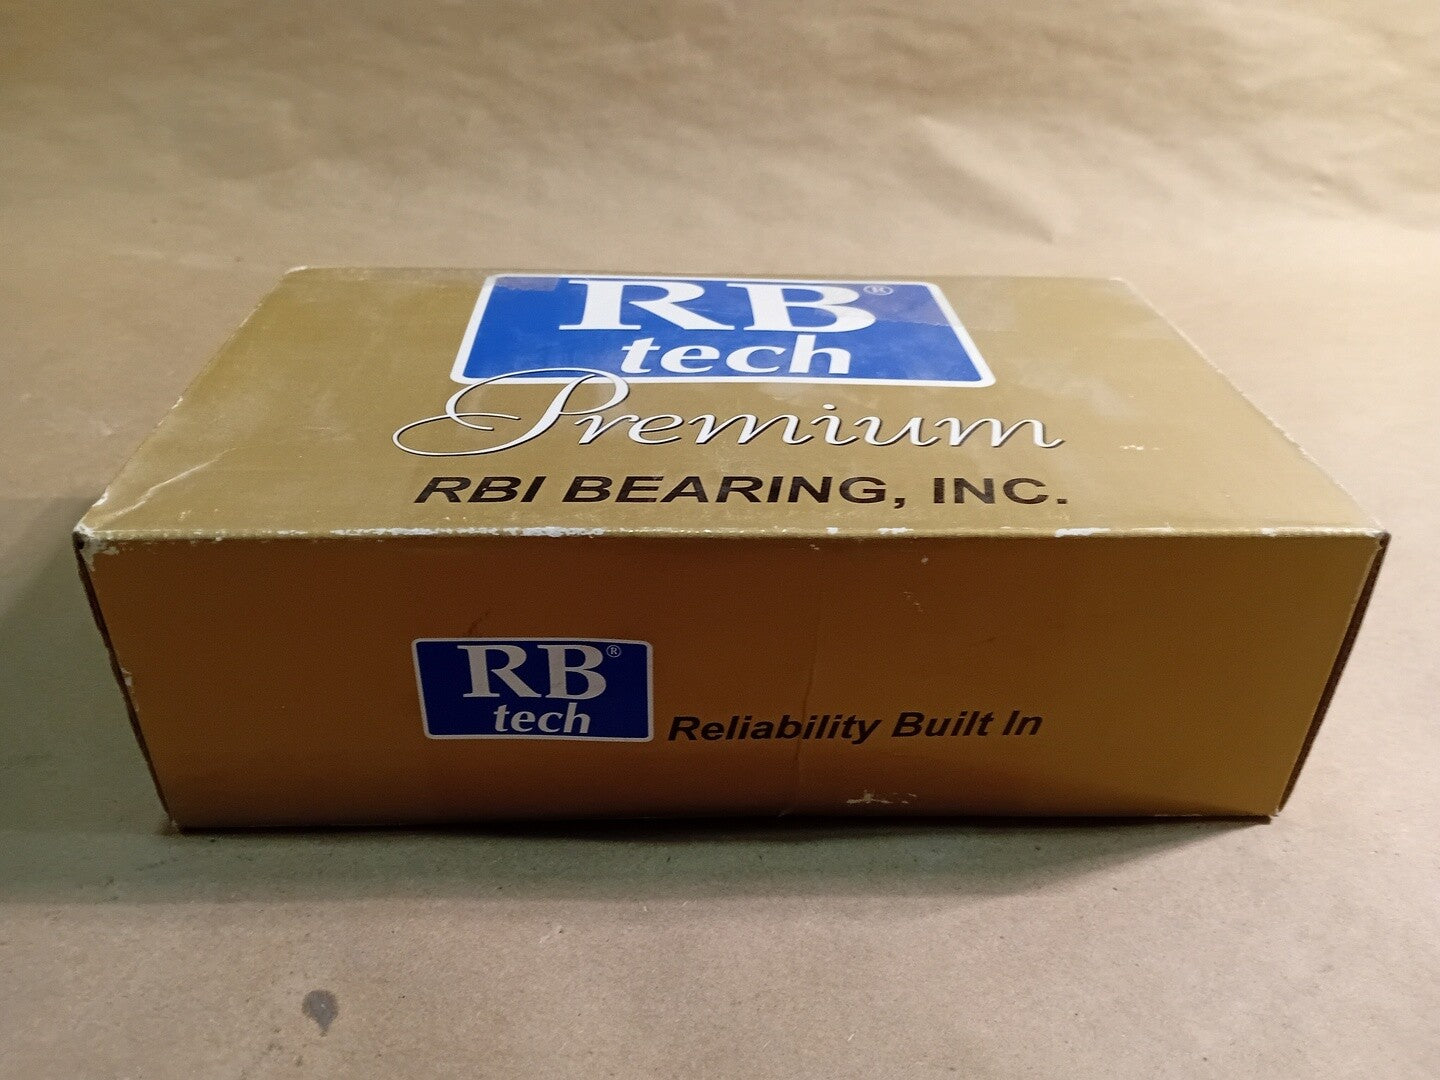 RB®
tech
Premium
RBI BEARING, INC.
RB®
tech
Reliability Built In